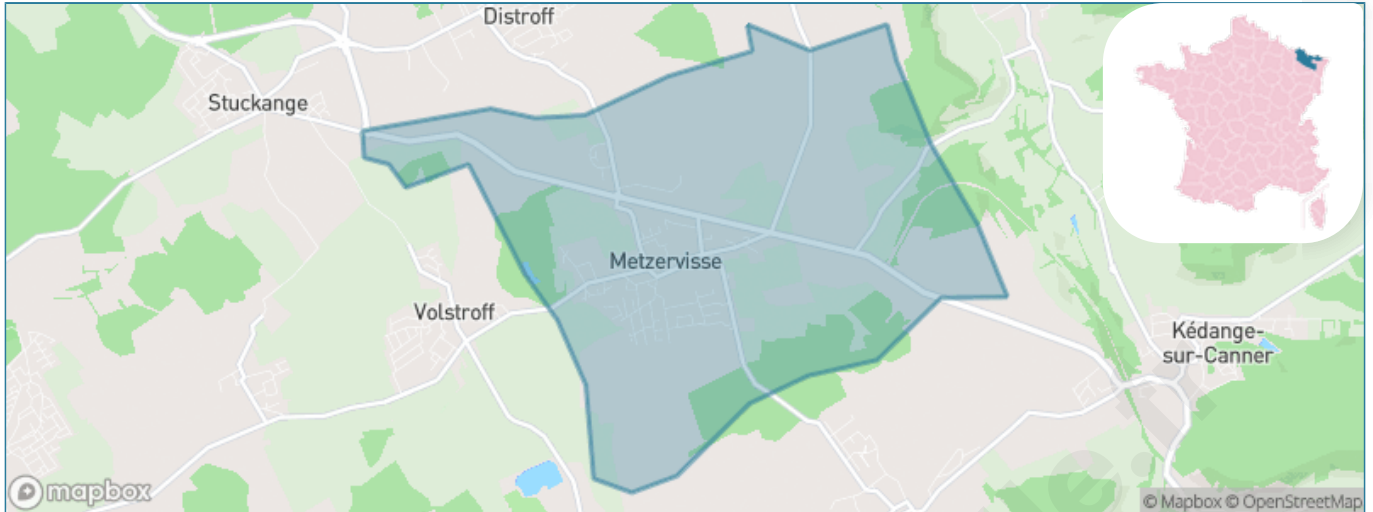 Distroff
Stuckange
Metzervisse
Volstroff
Kédange-
sur-Canner
mapbox
© Mapbox © OpenStreetMap